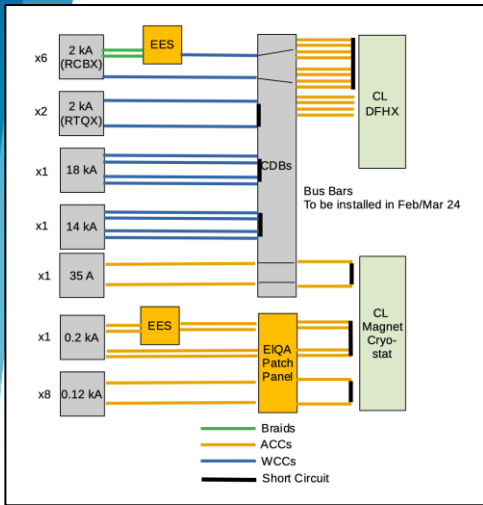 x6
2 kA
(RCBX)
EES
x2
2 kA
(RTQX)
x1
18 kA
CDBs
x1
14 kA
x1
35 A
CL
DFHX
Bus Bars
To be installed in Feb/Mar 24
x1
0.2 kA
EES
ElQA
Patch
Panel
CL
Magnet
Cryo-
stat
x8
0.12 kA
Braids
ACCs
WCCs
Short Circuit